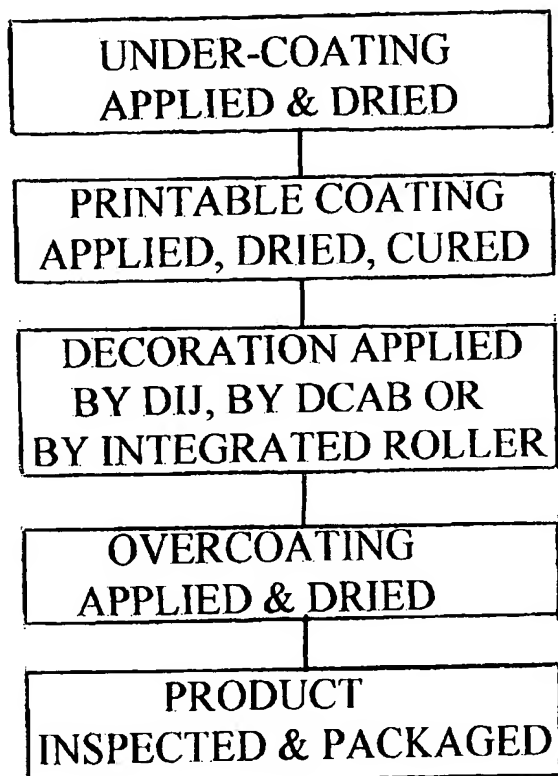 UNDER-COATING
APPLIED & DRIED
PRINTABLE COATING
APPLIED, DRIED, CURED
DECORATION APPLIED
BY DIJ, BY DCAB OR
BY INTEGRATED ROLLER
OVERCOATING
APPLIED & DRIED
PRODUCT
INSPECTED & PACKAGED